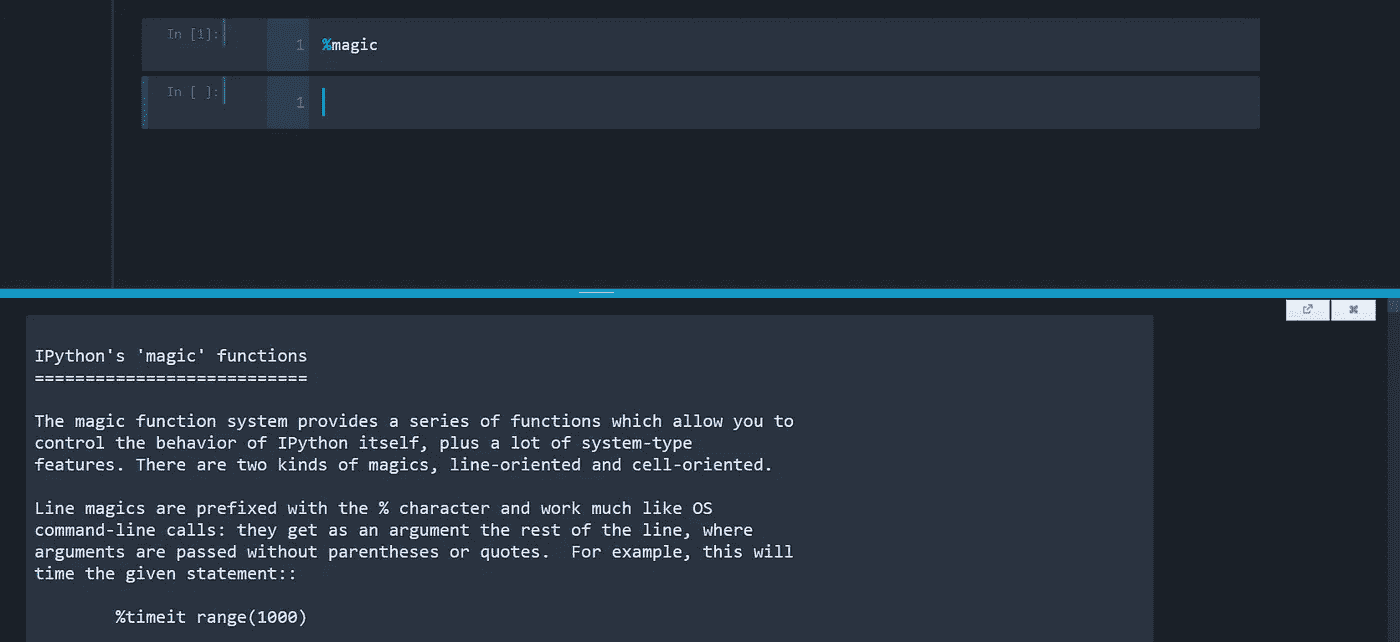 In [1]:
1 %magic
In [ ]:
1
IPython's 'magic' functions
===========================
The magic function system provides a series of functions which allow you to
control the behavior of IPython itself, plus a lot of system-type
features. There are two kinds of magics, line-oriented and cell-oriented.
Line magics are prefixed with the % character and work much like OS
command-line calls: they get as an argument the rest of the line, where
arguments are passed without parentheses or quotes.  For example, this will
time the given statement::
%timeit range(1000)